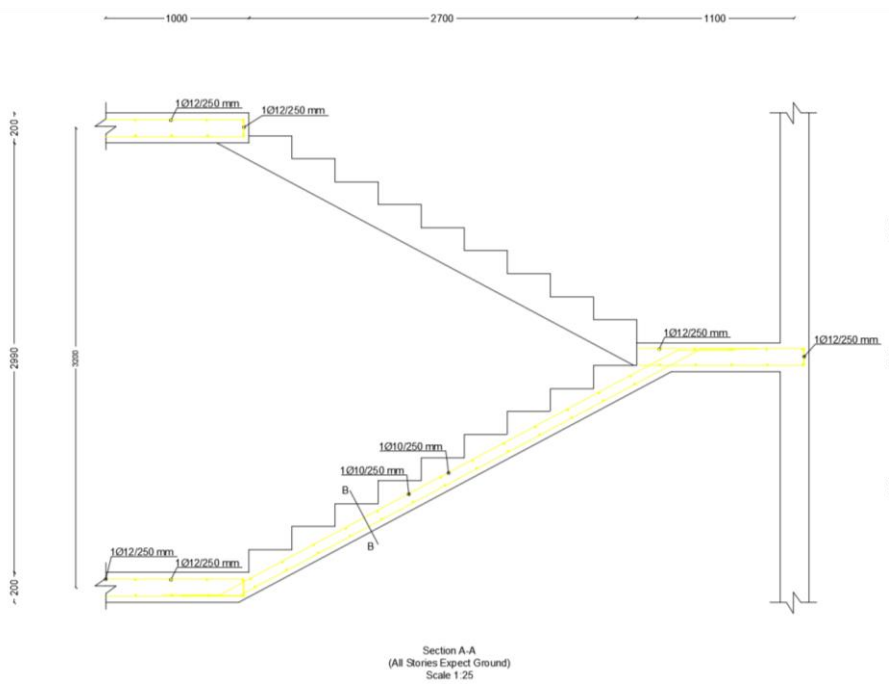 1000
2700
1100
1Ø12/250 mm
1Ø12/250 mm
200
2990
3200
1Ø12/250 mm
1Ø12/250 mm
1Ø10/250 mm
1Ø10/250 mm
B
B
1Ø12/250 mm
1Ø12/250 mm
200
Section A-A
(All Stories Expect Ground)
Scale 1:25